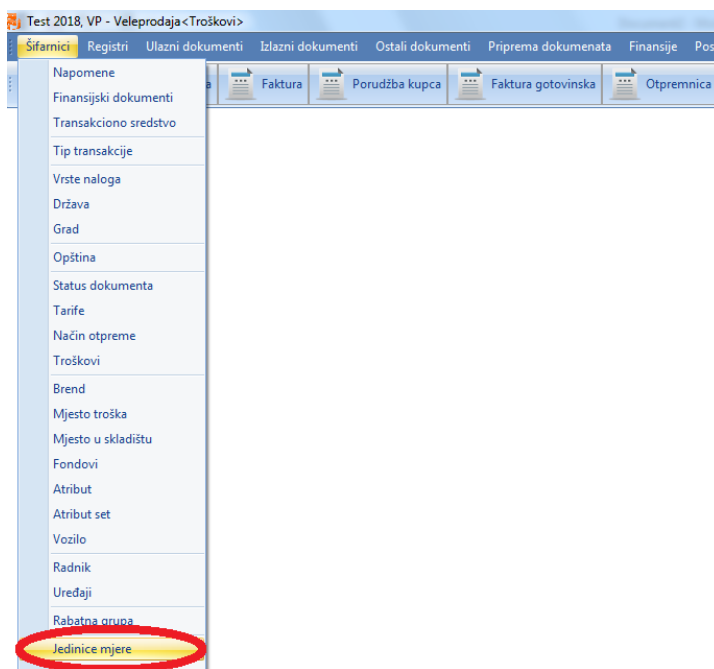 Test 2018, VP - Veleprodaja<Troškovi>
Šifarnici Registri Ulazni dokumenti Izlazni dokumenti Ostali dokumenti Priprema dokumenata Finansije Pos
a Faktura Porudžba kupca Faktura gotovinska Otpremnica
Napomene
Finansijski dokumenti
Transakciono sredstvo
Tip transakcije
Vrste naloga
Država
Grad
Opština
Status dokumenta
Tarife
Način otpreme
Troškovi
Brend
Mjesto troška
Mjesto u skladištu
Fondovi
Atribut
Atribut set
Vozilo
Radnik
Uređaji
Rabatna grupa
Jedinice mjere